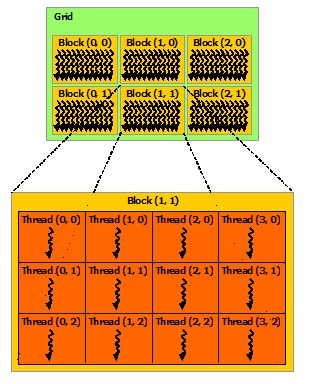 Grid
Block (0, 0) Block (1, 0) Block (2, 0)
Block (0, 1) Block (1, 1) Block (2, 1)
Block (1, 1)
Thread (0, 0) Thread (1, 0) Thread (2, 0) Thread (3, 0)
Thread (0, 1) Thread (1, 1) Thread (2, 1) Thread (3, 1)
Thread (0, 2) Thread (1, 2) Thread (2, 2) Thread (3, 2)